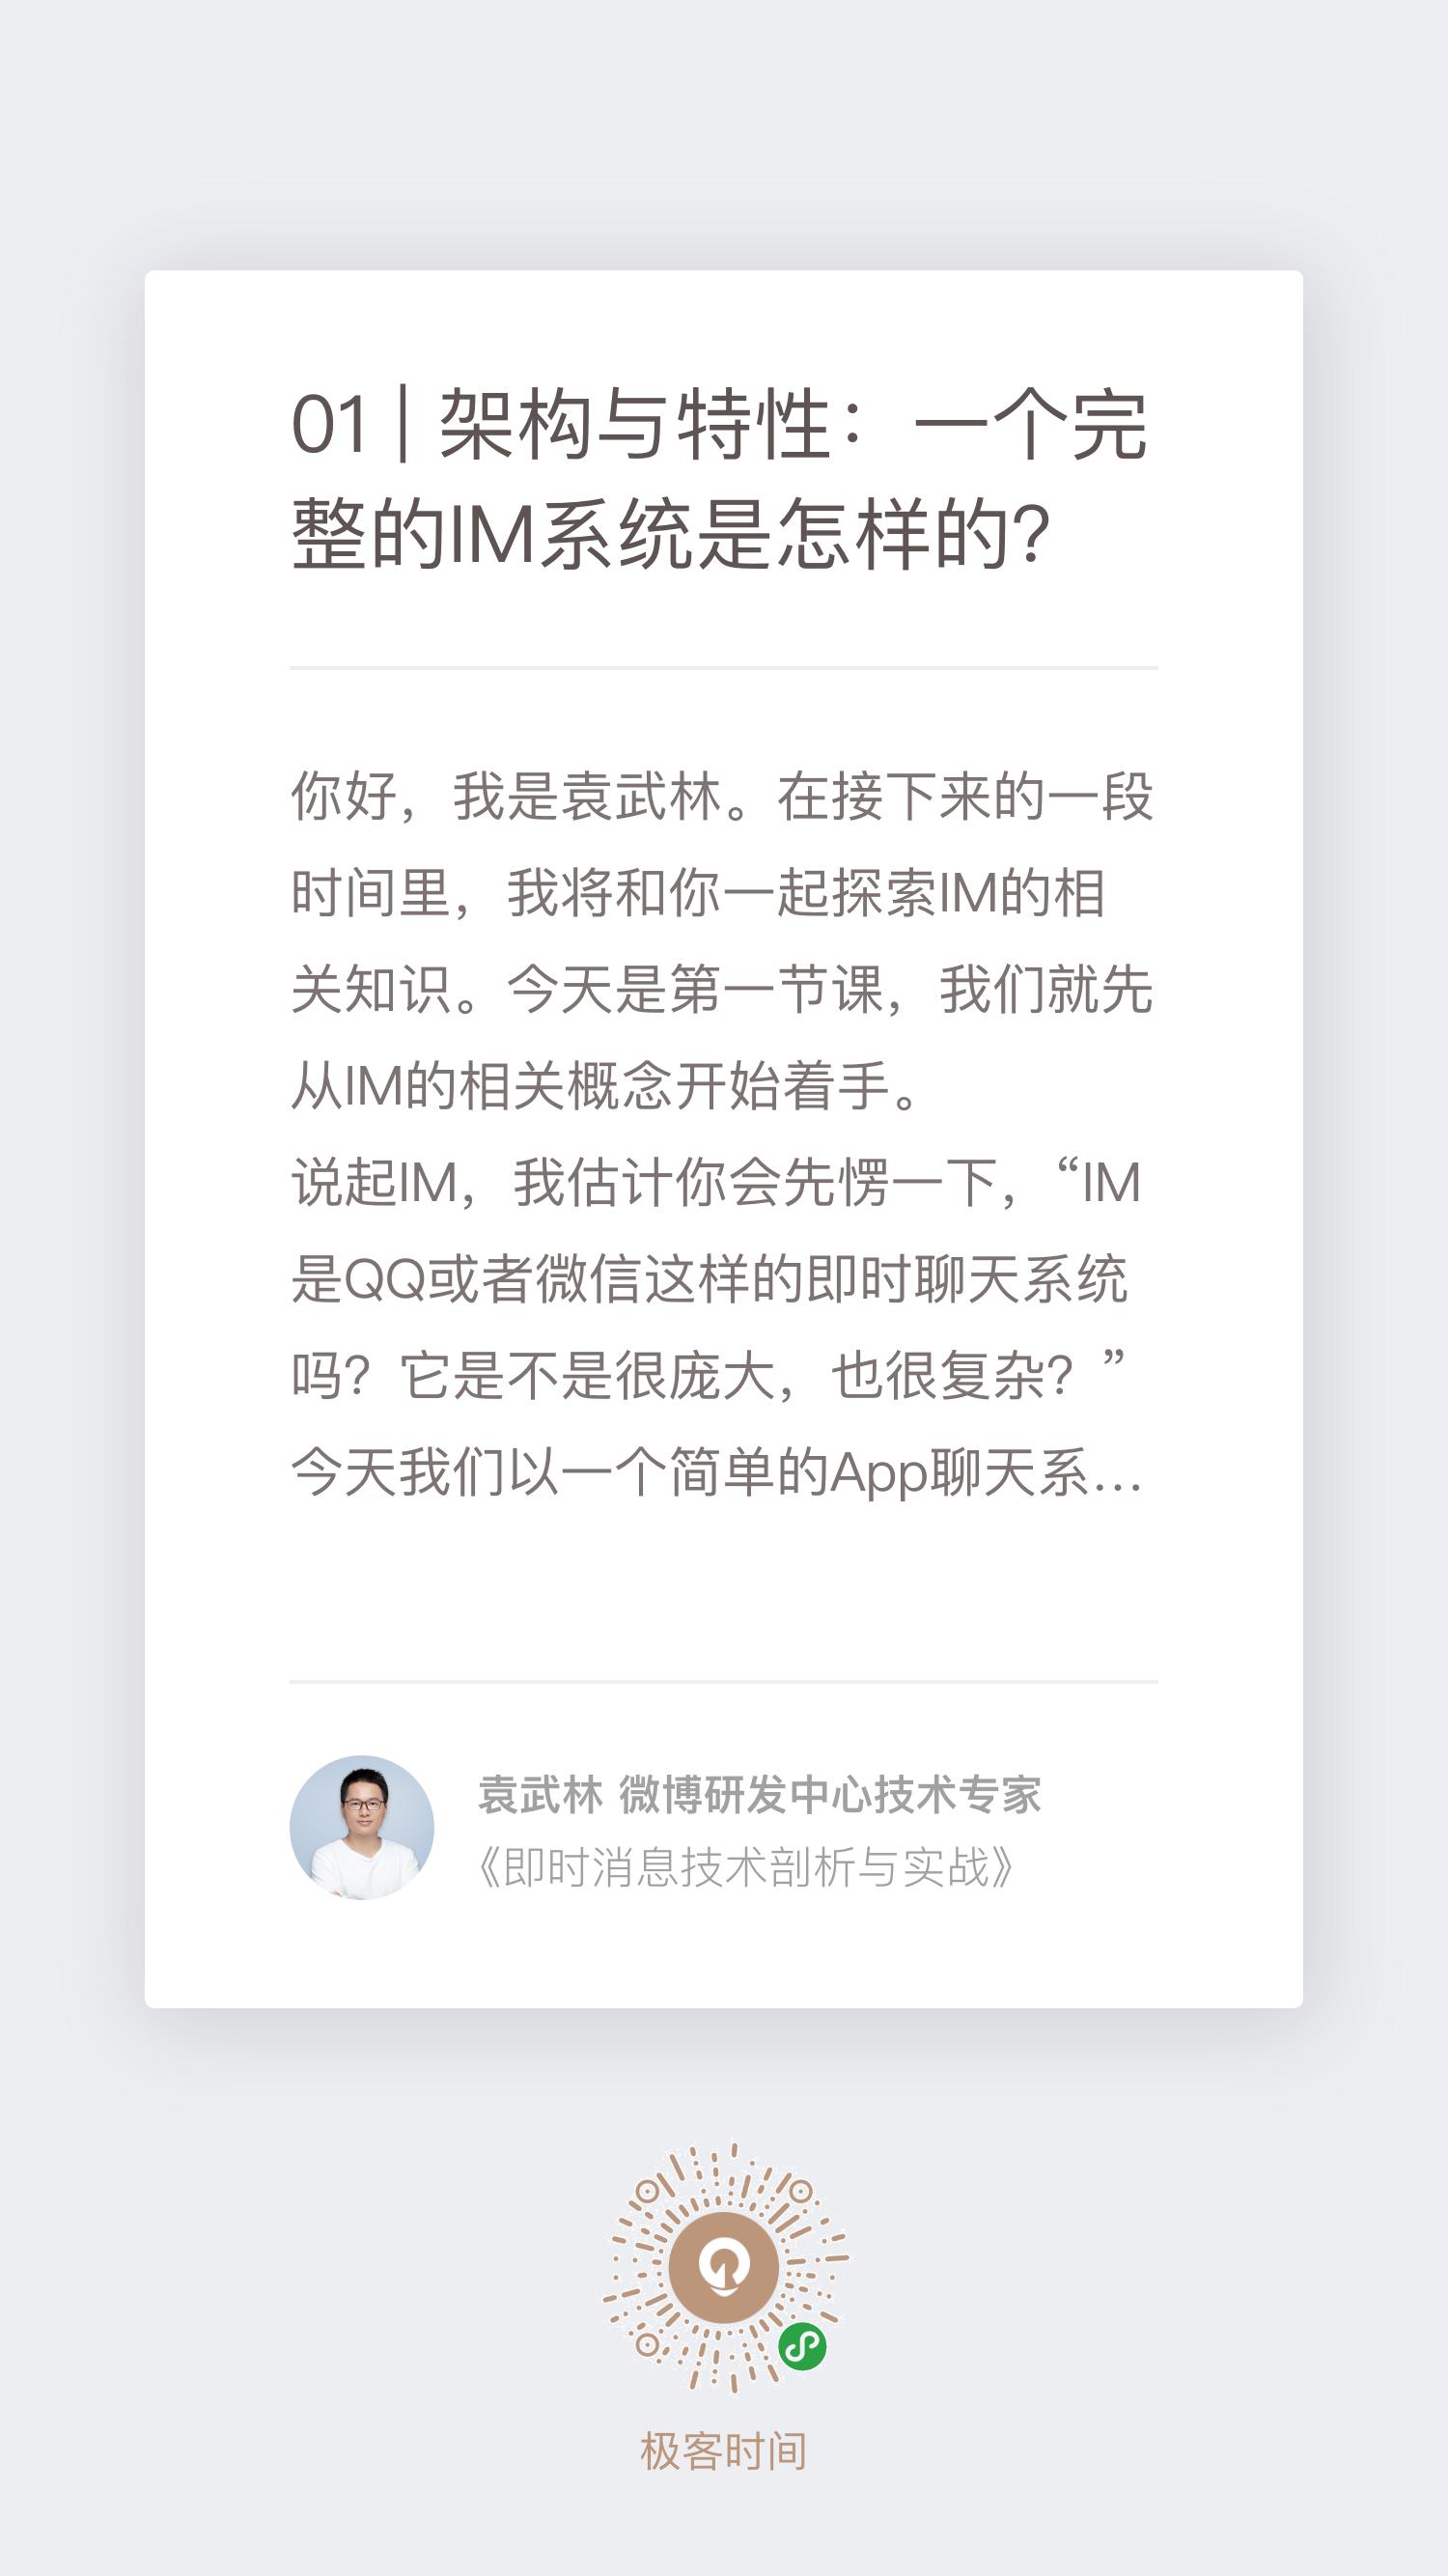 01 | 架构与特性：一个完
整的IM系统是怎样的？
你好，我是袁武林。在接下来的一段
时间里，我将和你一起探索IM的相
关知识。今天是第一节课，我们就先
从IM的相关概念开始着手。
说起IM，我估计你会先愣一下，“IM
是QQ或者微信这样的即时聊天系统
吗？它是不是很庞大，也很复杂？”
今天我们以一个简单的App聊天系...
袁武林 微博研发中心技术专家
《即时消息技术剖析与实战》
极客时间